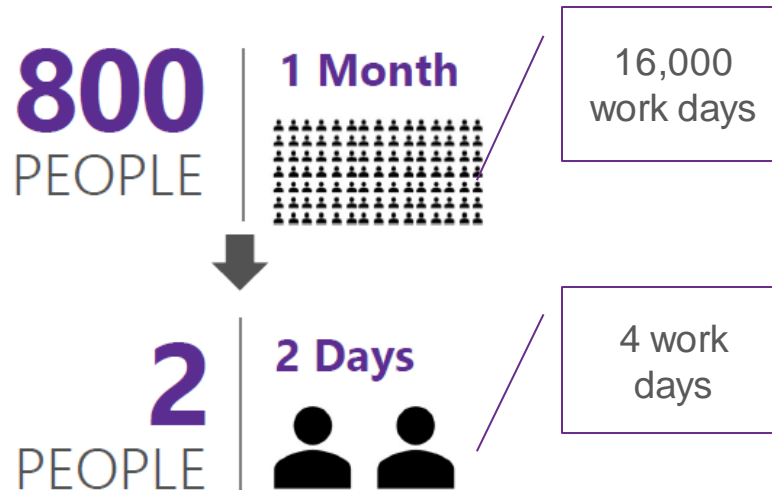 800
PEOPLE
1 Month
16,000
work days
2
PEOPLE
2 Days
4 work
days